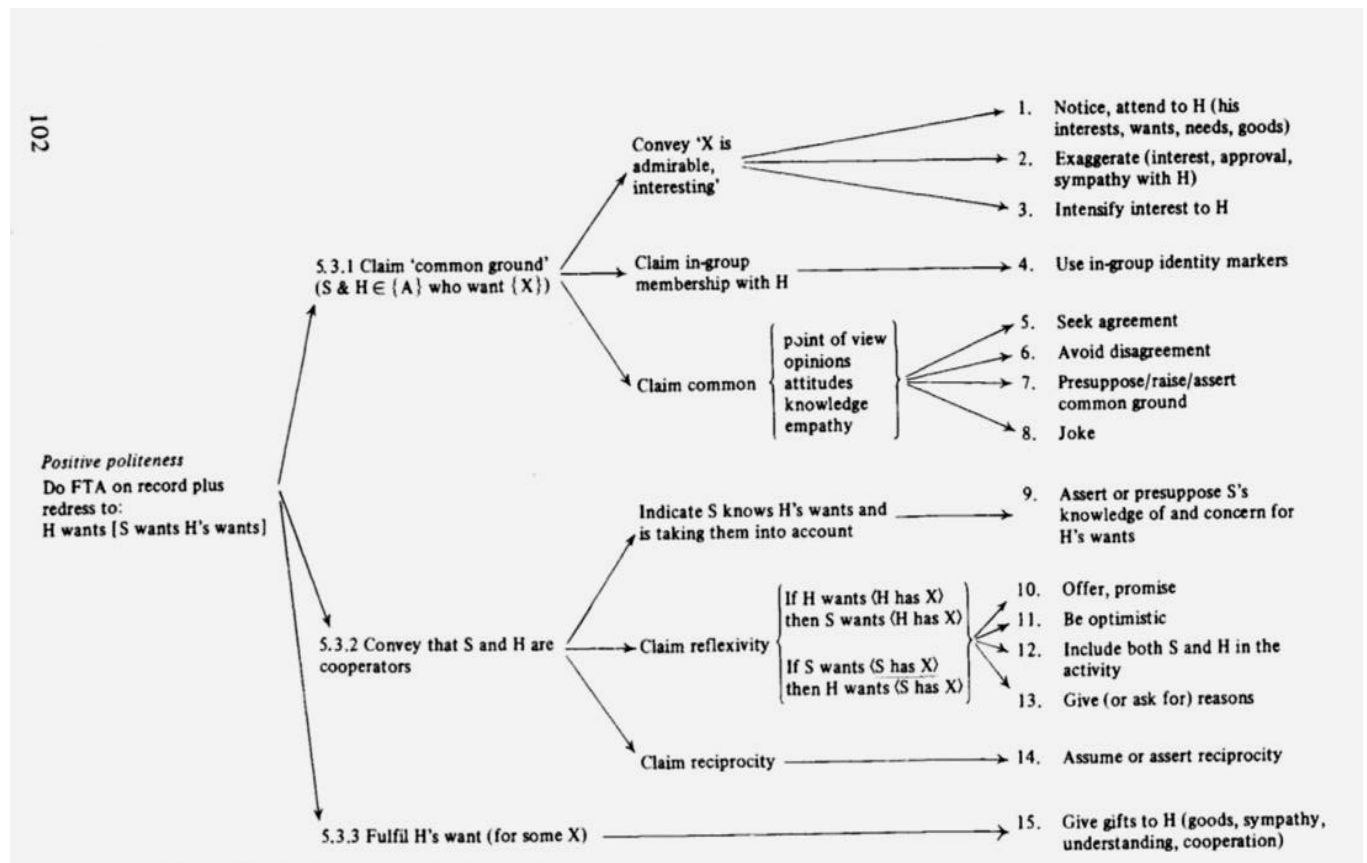 102
Positive politeness
Do FTA on record plus
redress to:
H wants [S wants H's wants]
5.3.1 Claim 'common ground'
(S & H ∈ {A} who want {X})
Convey 'X is
admirable,
interesting'
1. Notice, attend to H (his
interests, wants, needs, goods)
2. Exaggerate (interest, approval,
sympathy with H)
3. Intensify interest to H
Claim in-group
membership with H
4. Use in-group identity markers
Claim common
point of view
opinions
attitudes
knowledge
empathy
5. Seek agreement
6. Avoid disagreement
7. Presuppose/raise/assert
common ground
8. Joke
5.3.2 Convey that S and H are
cooperators
Indicate S knows H's wants and
is taking them into account
9. Assert or presuppose S's
knowledge of and concern for
H's wants
Claim reflexivity
If H wants ⟨H has X⟩
then S wants ⟨H has X⟩
If S wants ⟨S has X⟩
then H wants ⟨S has X⟩
10. Offer, promise
11. Be optimistic
12. Include both S and H in the
activity
13. Give (or ask for) reasons
Claim reciprocity
14. Assume or assert reciprocity
5.3.3 Fulfil H's want (for some X)
15. Give gifts to H (goods, sympathy,
understanding, cooperation)